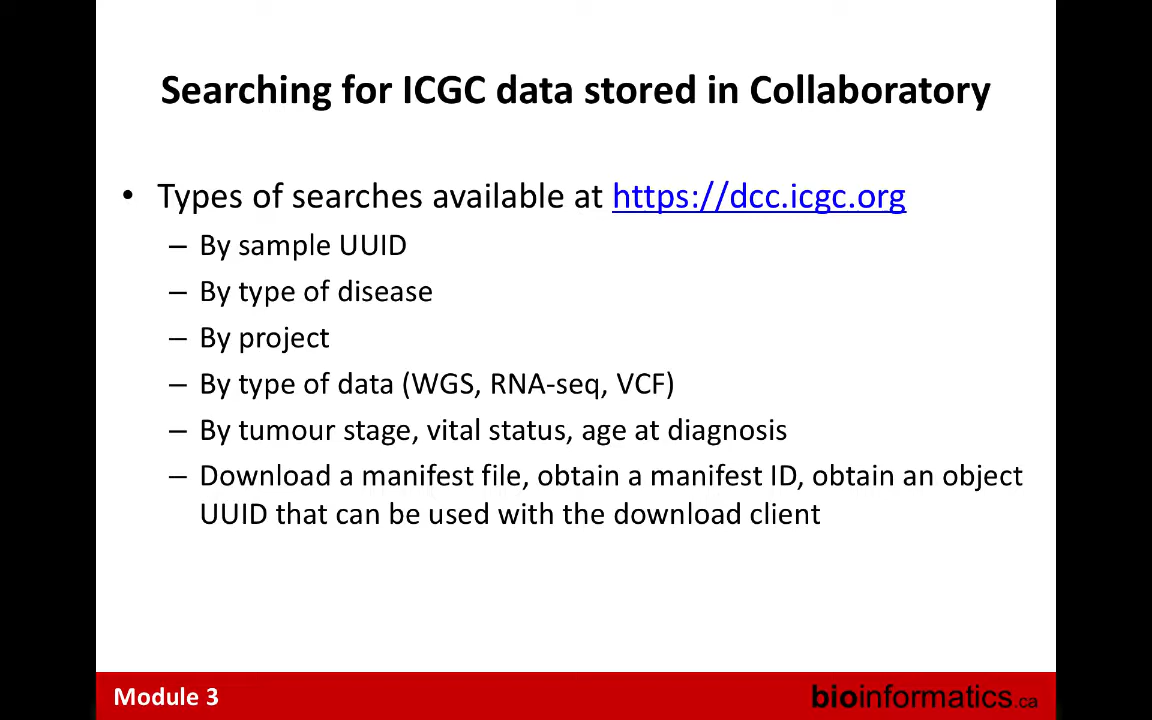 Searching for ICGC data stored in Collaboratory
• Types of searches available at https://dcc.icgc.org
– By sample UUID
– By type of disease
– By project
– By type of data (WGS, RNA-seq, VCF)
– By tumour stage, vital status, age at diagnosis
– Download a manifest file, obtain a manifest ID, obtain an object
UUID that can be used with the download client
Module 3
bioinformatics.ca